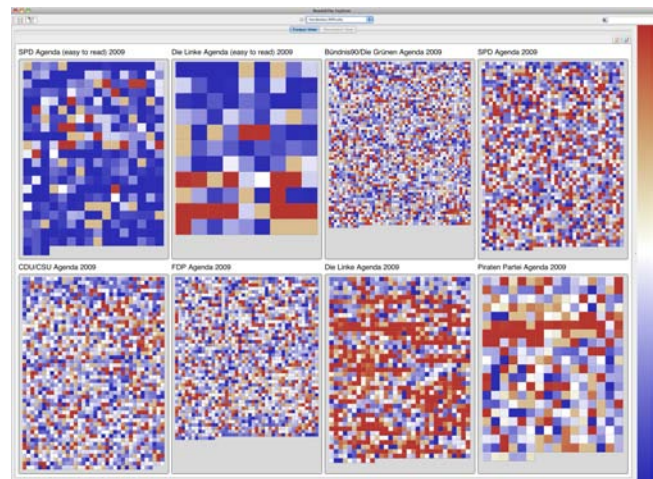 SPD Agenda (easy to read) 2009
Die Linke Agenda (easy to read) 2009
Bündnis90/Die Grünen Agenda 2009
SPD Agenda 2009
CDU/CSU Agenda 2009
FDP Agenda 2009
Die Linke Agenda 2009
Piraten Partei Agenda 2009